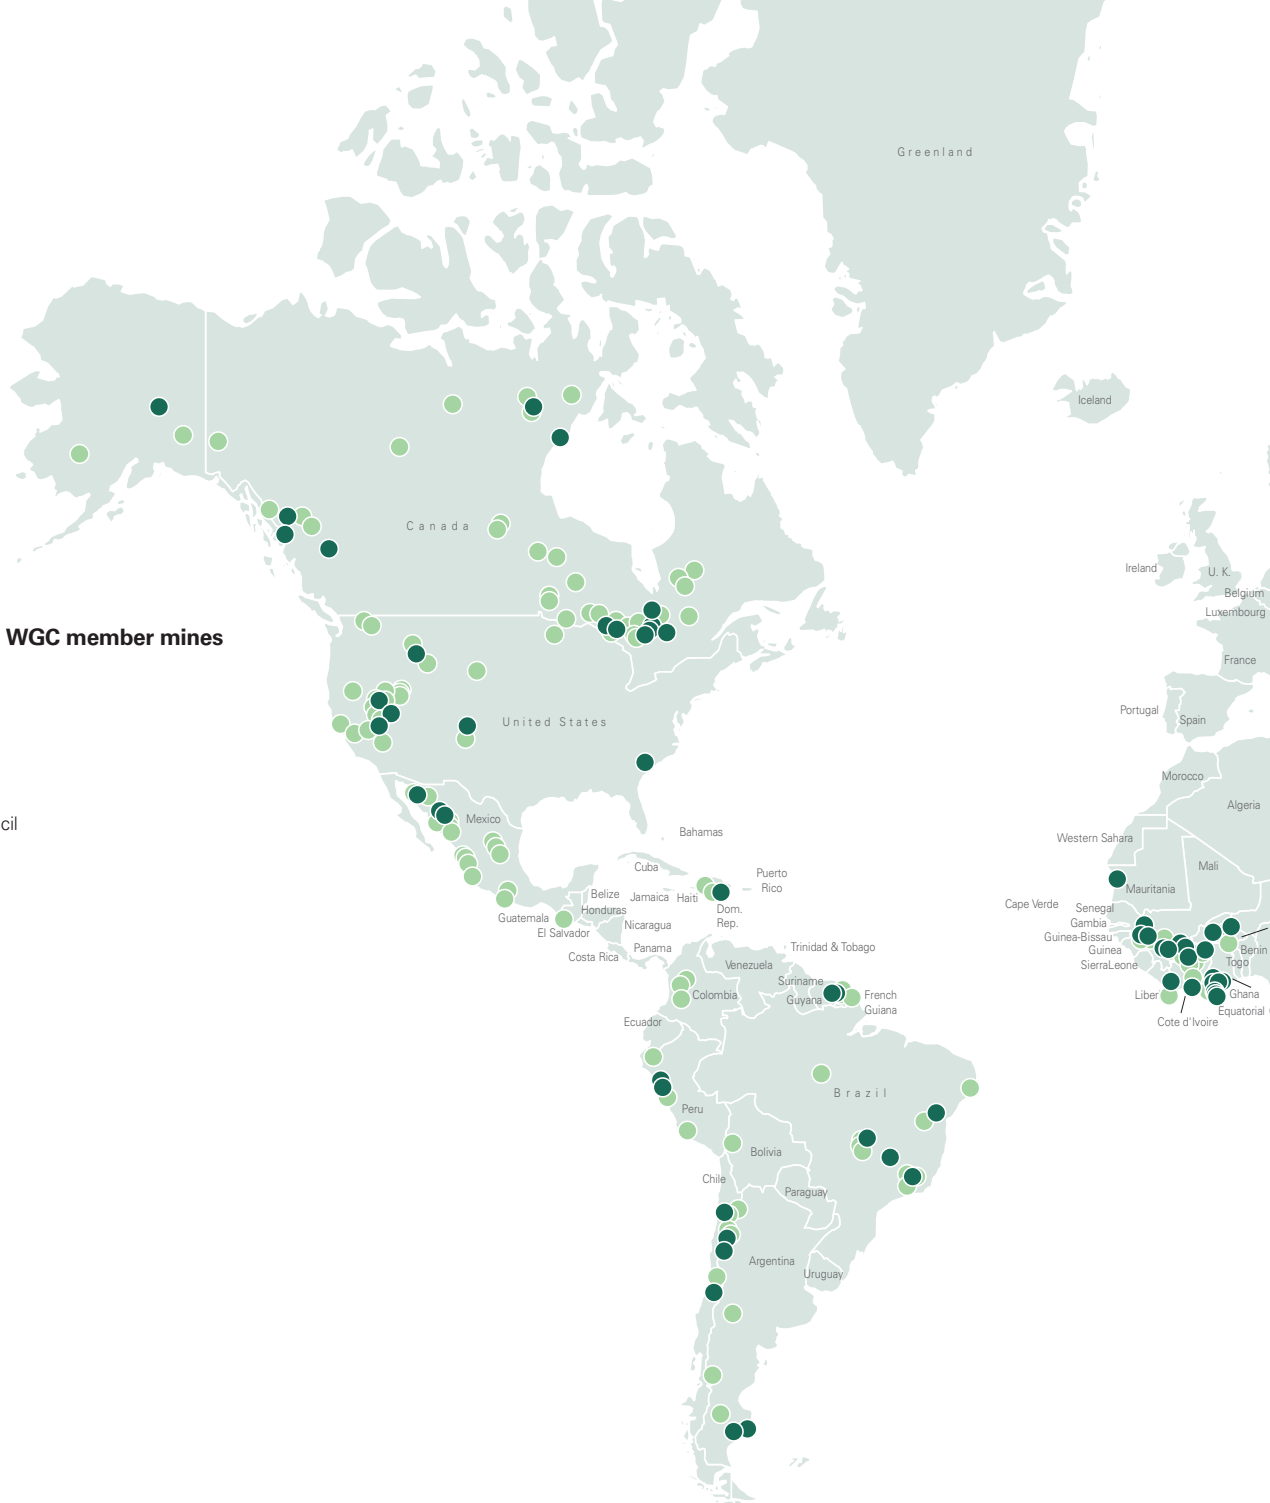 Greenland
Iceland
Canada
Ireland
U. K.
Belgium
Luxembourg
WGC member mines
France
Portugal
Spain
United States
Morocco
Algeria
cil
Mexico
Bahamas
Western Sahara
Cuba
Mali
Puerto
Rico
Belize
Jamaica
Haiti
Mauritania
Honduras
Dom.
Rep.
Cape Verde
Senegal
Guatemala
Nicaragua
Gambia
El Salvador
Guinea-Bissau
Panama
Trinidad & Tobago
Guinea
Benin
Costa Rica
Venezuela
SierraLeone
Togo
Suriname
Colombia
Guyana
French
Guiana
Liber
Ghana
Equatorial
Ecuador
Cote d'Ivoire
Brazil
Peru
Bolivia
Chile
Paraguay
Argentina
Uruguay